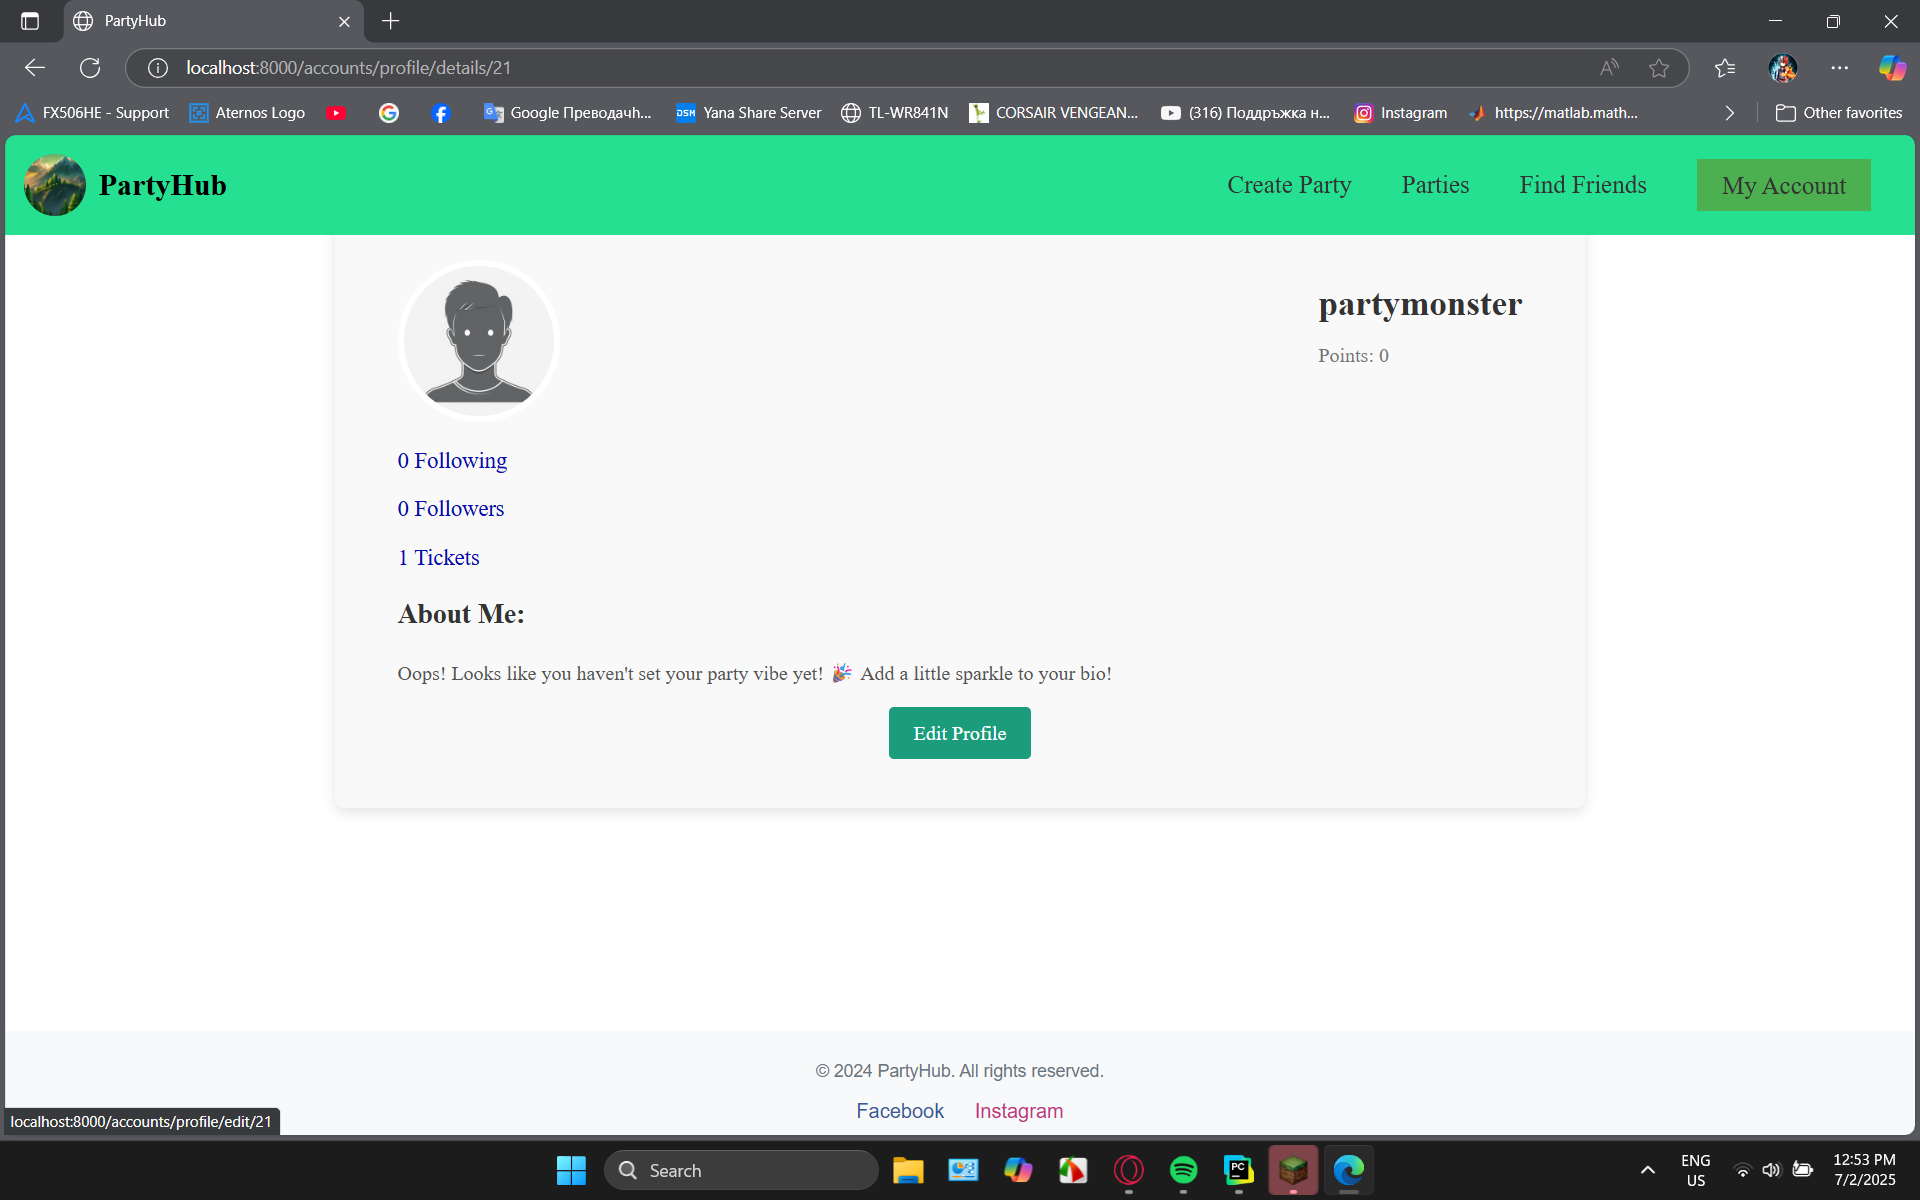 PartyHub
localhost:8000/accounts/profile/details/21
FX506HE - Support
Aternos Logo
Google Преводачh...
DSM
Yana Share Server
TL-WR841N
CORSAIR VENGEAN...
(316) Поддръжка н...
Instagram
https://matlab.math...
Other favorites
PartyHub
Create Party
Parties
Find Friends
My Account
partymonster
Points: 0
0 Following
0 Followers
1 Tickets
About Me:
Oops! Looks like you haven't set your party vibe yet! 🎉 Add a little sparkle to your bio!
Edit Profile
© 2024 PartyHub. All rights reserved.
Facebook
Instagram
localhost:8000/accounts/profile/edit/21
Search
PC
ENG
US
12:53 PM
7/2/2025